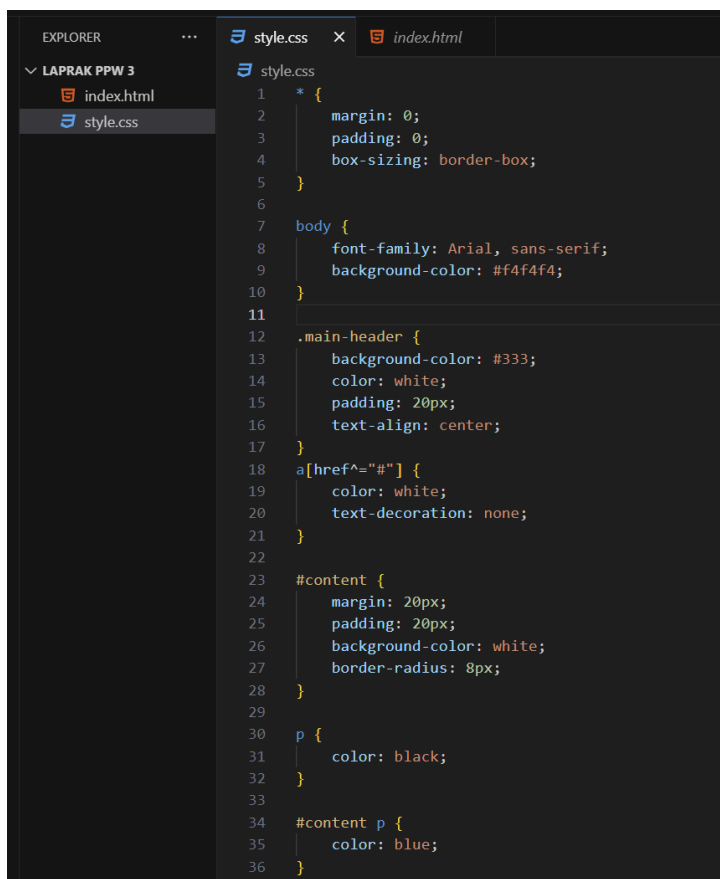 EXPLORER ...
style.css × index.html
LAPRAK PPW 3
index.html
style.css
style.css
1 * {
2     margin: 0;
3     padding: 0;
4     box-sizing: border-box;
5 }
6
7 body {
8     font-family: Arial, sans-serif;
9     background-color: #f4f4f4;
10 }
11
12 .main-header {
13     background-color: #333;
14     color: white;
15     padding: 20px;
16     text-align: center;
17 }
18 a[href^="#"] {
19     color: white;
20     text-decoration: none;
21 }
22
23 #content {
24     margin: 20px;
25     padding: 20px;
26     background-color: white;
27     border-radius: 8px;
28 }
29
30 p {
31     color: black;
32 }
33
34 #content p {
35     color: blue;
36 }